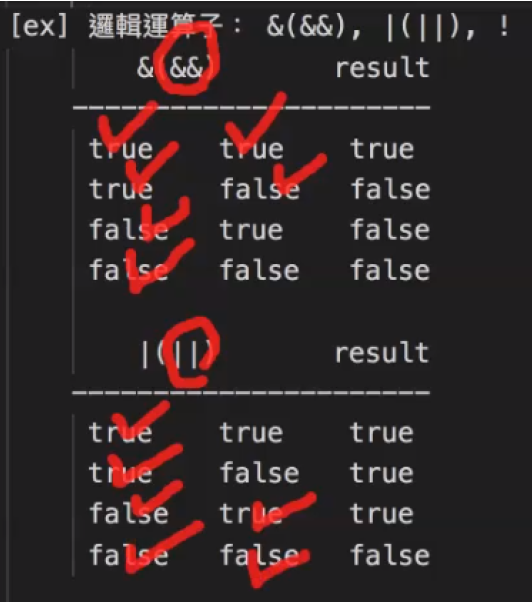 [ex] 邏輯運算子： &(&&), |(||), !
&(&&) result
----------------------
true true true
true false false
false true false
false false false
|(||) result
----------------------
true true true
true false true
false true true
false false false